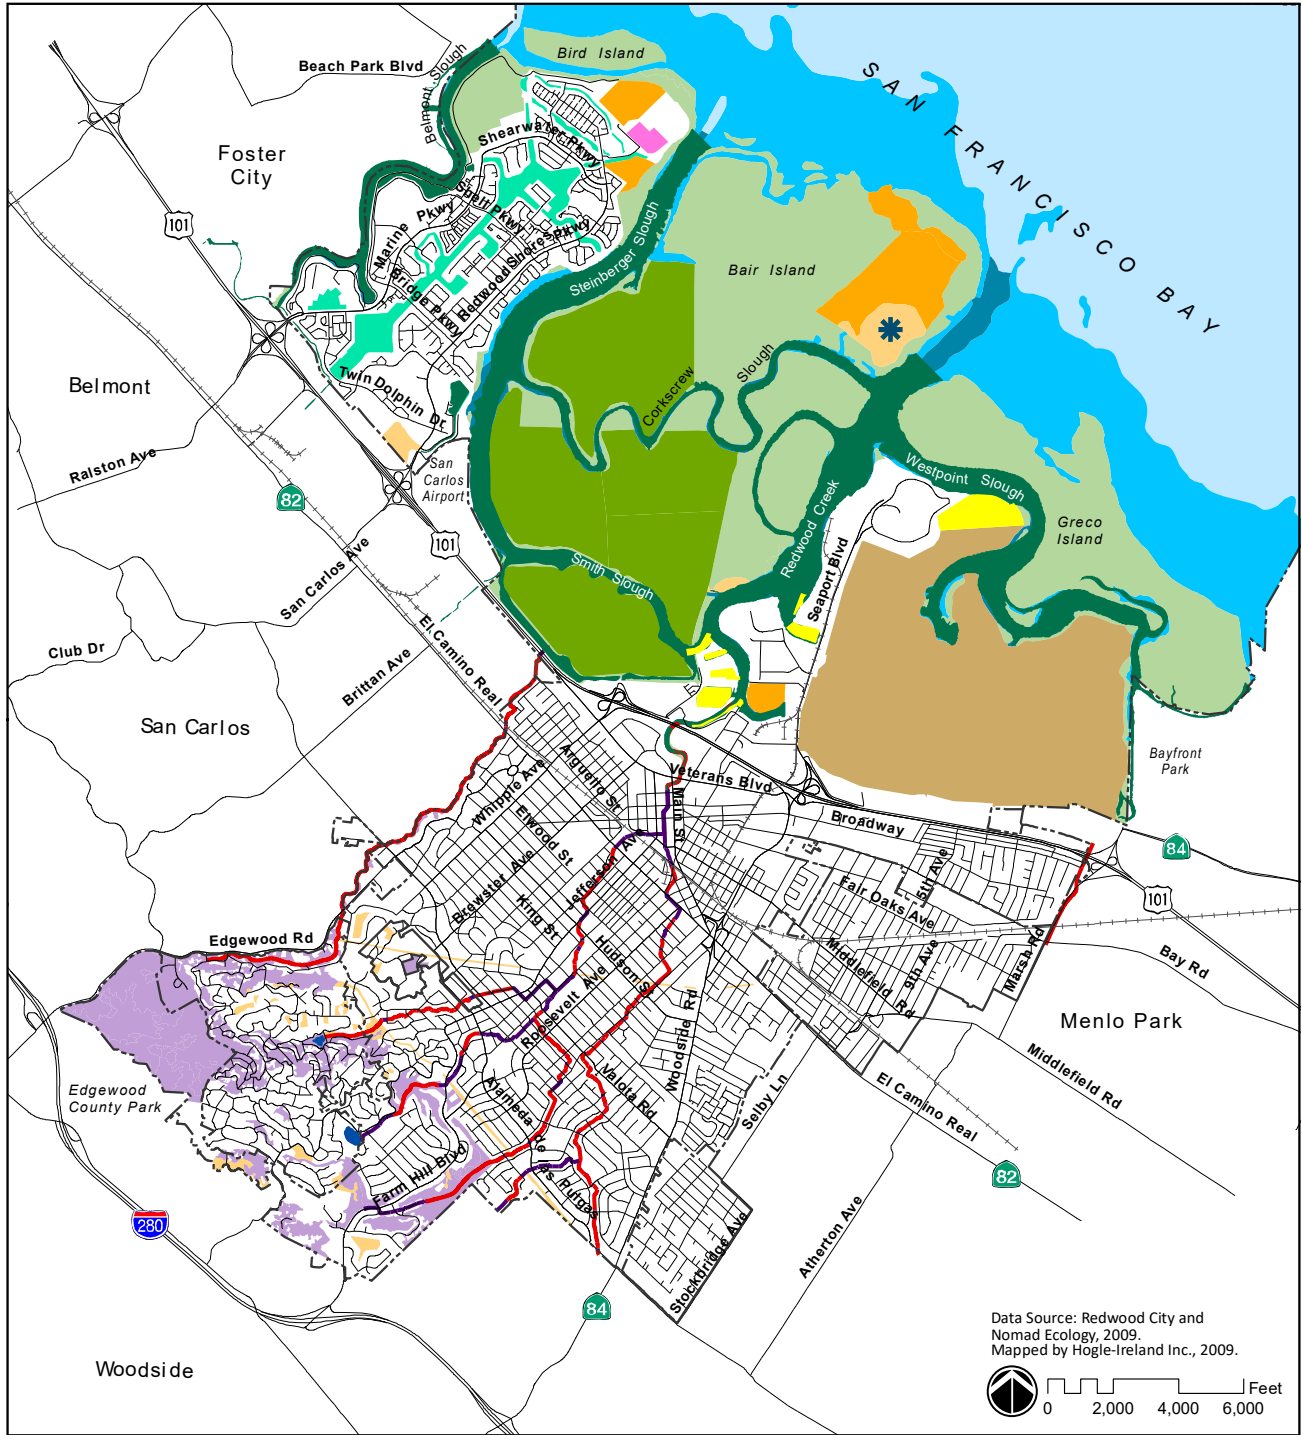 Bird Island
Beach Park Blvd
Belmont Slough
SAN FRANCISCO BAY
Foster
City
Shearwater Pkwy
101
Marine Pkwy
Spelt Pkwy
Redwood Shores Pkwy
Bridge Pkwy
Steinberger Slough
Bair Island
Belmont
Twin Dolphin Dr
Corkscrew Slough
Ralston Ave
San
Carlos
Airport
82
Westpoint Slough
Greco
Island
101
Redwood Creek
Seaport Blvd
San Carlos Ave
Smith Slough
Club Dr
El Camino Real
Brittan Ave
San Carlos
Bayfront
Park
Whipple Ave
Arguello St
Veterans Blvd
Main St
Broadway
84
Elwood St
Jefferson Ave
Brewster Ave
5th Ave
Fair Oaks Ave
101
King St
Edgewood Rd
Hudson St
Middlefield Rd
9th Ave
Marsh Rd
Bay Rd
Roosevelt Ave
Woodside Rd
Menlo Park
Edgewood
County Park
Alameda de as Pulgas
Valota Rd
Selby Ln
Middlefield Rd
El Camino Real
Farm Hill Blvd
82
280
Stockbridge Ave
Atherton Ave
84
Woodside
Data Source: Redwood City and
Nomad Ecology, 2009.
Mapped by Hogle-Ireland Inc., 2009.
Feet
0 2,000 4,000 6,000